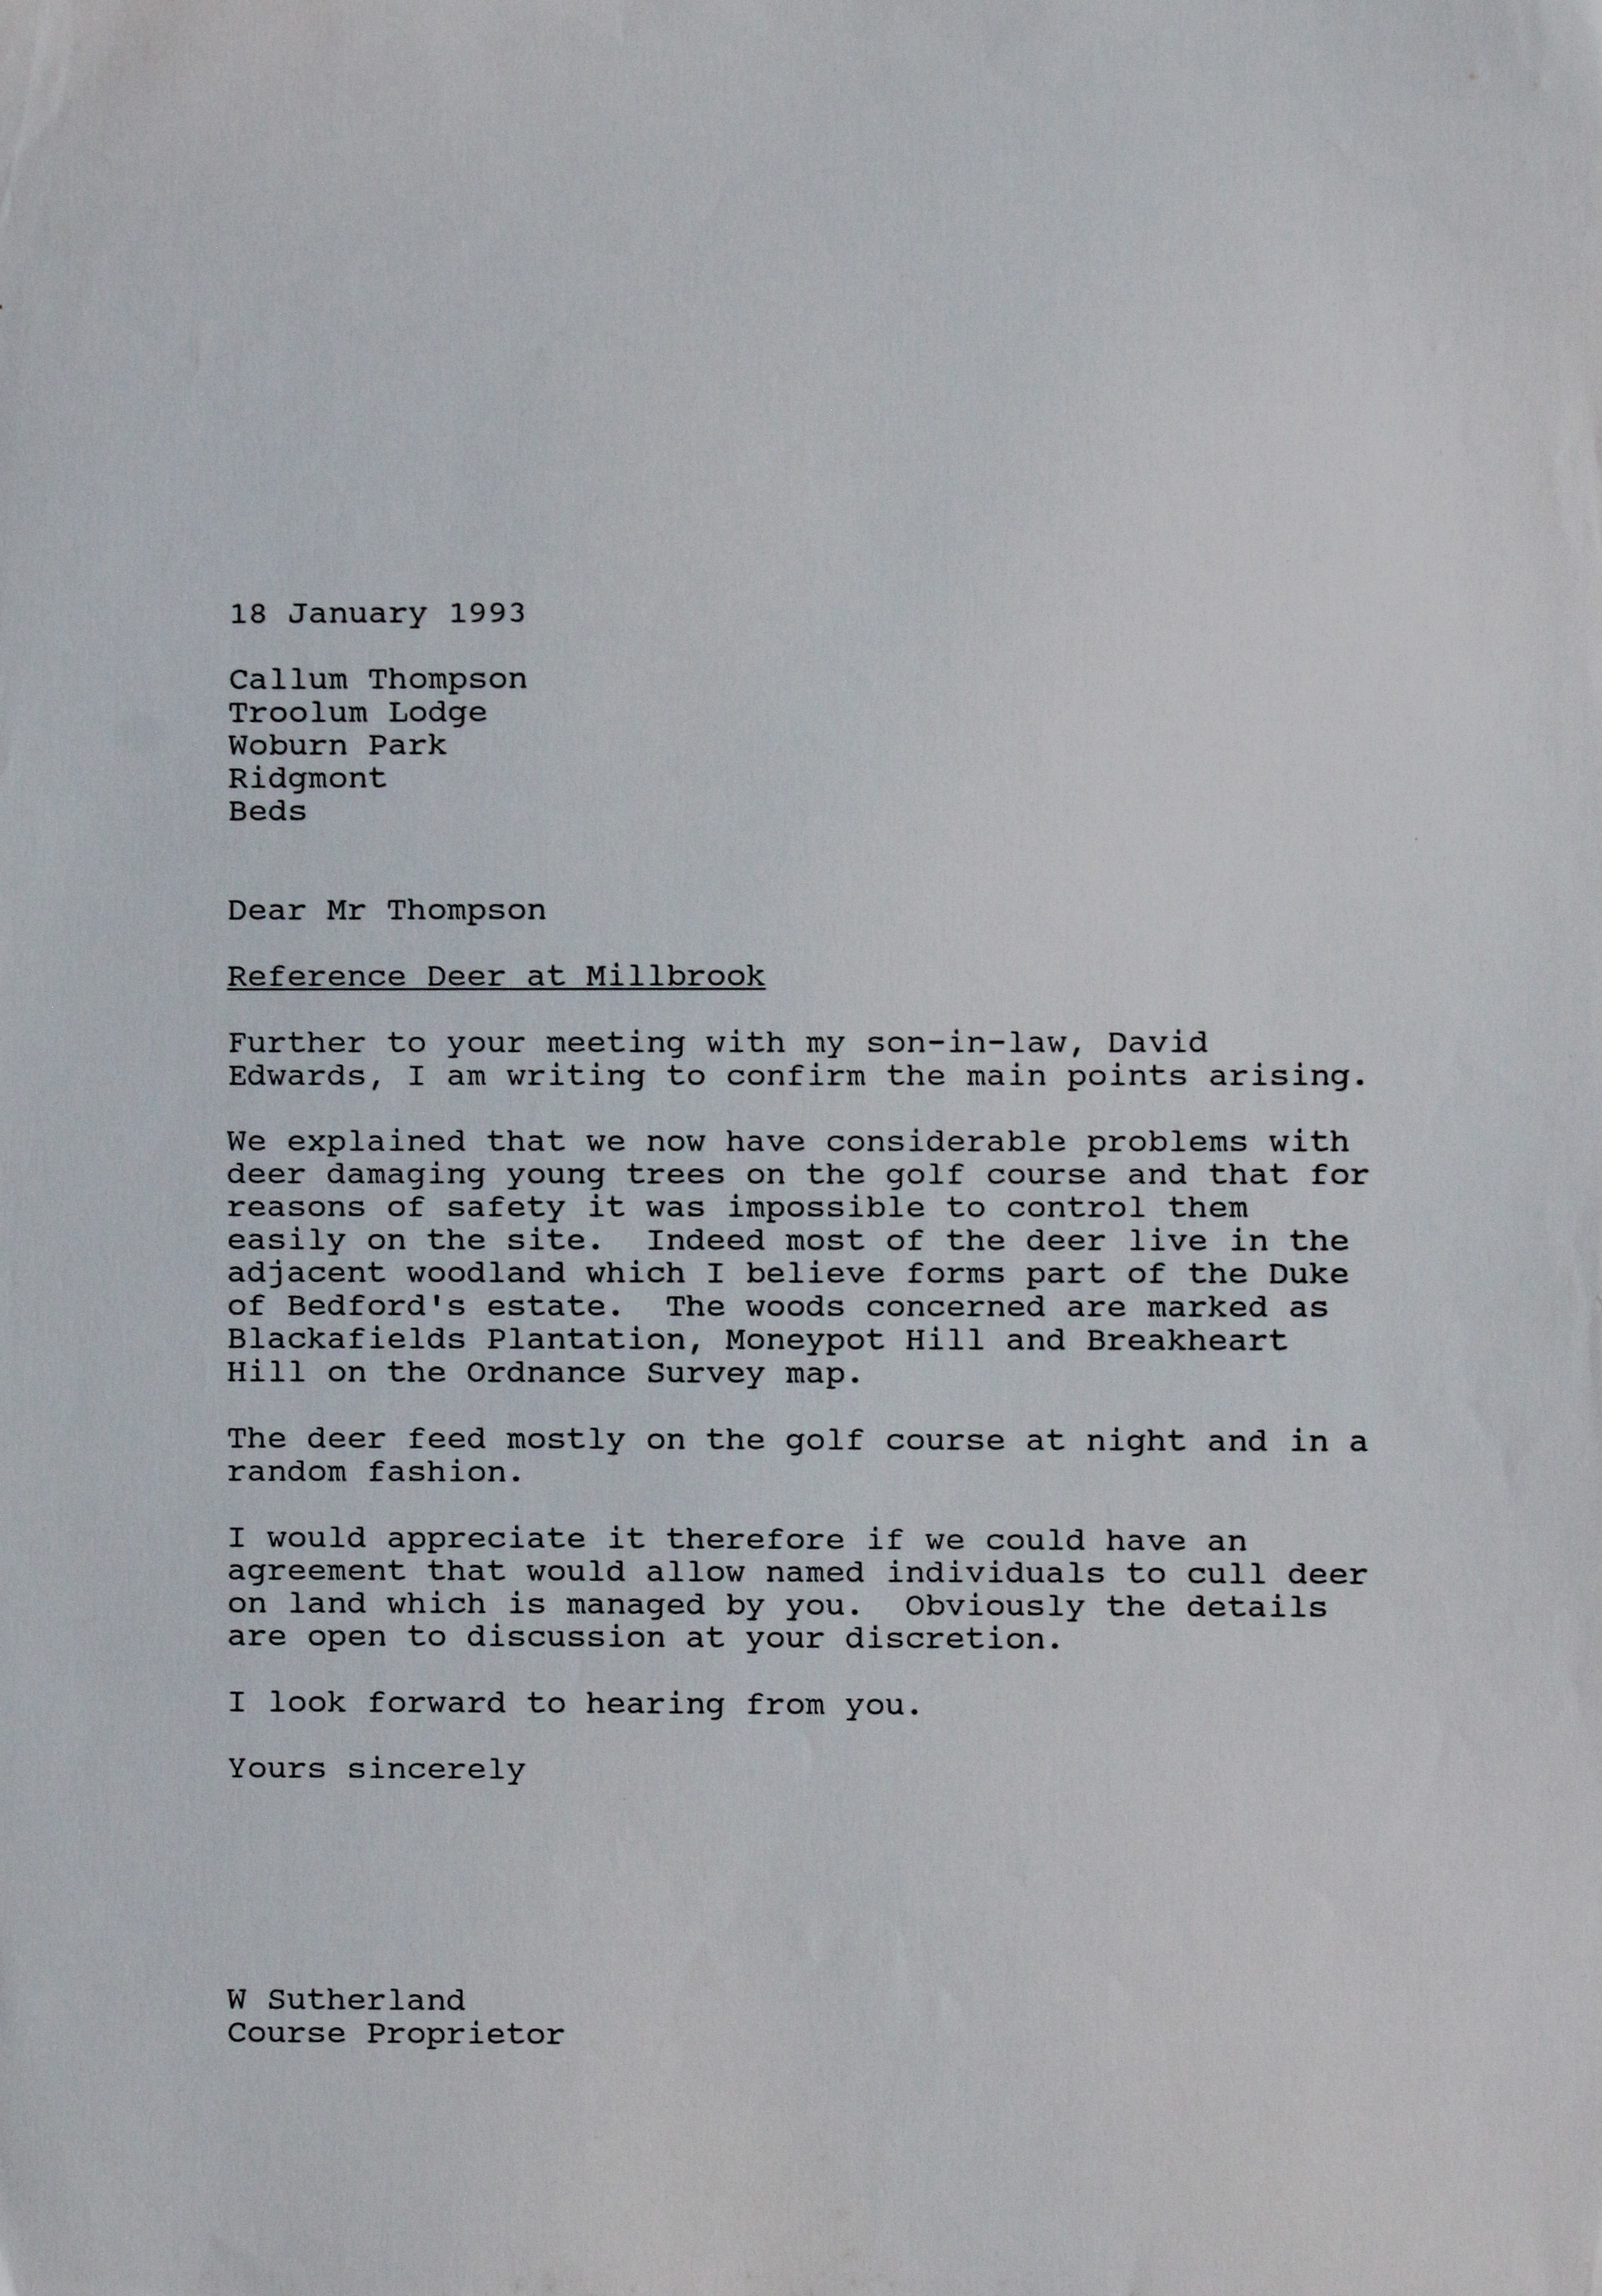 18 January 1993
Callum Thompson
Troolum Lodge
Woburn Park
Ridgmont
Beds
Dear Mr Thompson
Reference Deer at Millbrook
Further to your meeting with my son-in-law, David
Edwards, I am writing to confirm the main points arising.
We explained that we now have considerable problems with
deer damaging young trees on the golf course and that for
reasons of safety it was impossible to control them
easily on the site.  Indeed most of the deer live in the
adjacent woodland which I believe forms part of the Duke
of Bedford's estate.  The woods concerned are marked as
Blackafields Plantation, Moneypot Hill and Breakheart
Hill on the Ordnance Survey map.
The deer feed mostly on the golf course at night and in a
random fashion.
I would appreciate it therefore if we could have an
agreement that would allow named individuals to cull deer
on land which is managed by you.  Obviously the details
are open to discussion at your discretion.
I look forward to hearing from you.
Yours sincerely
W Sutherland
Course Proprietor